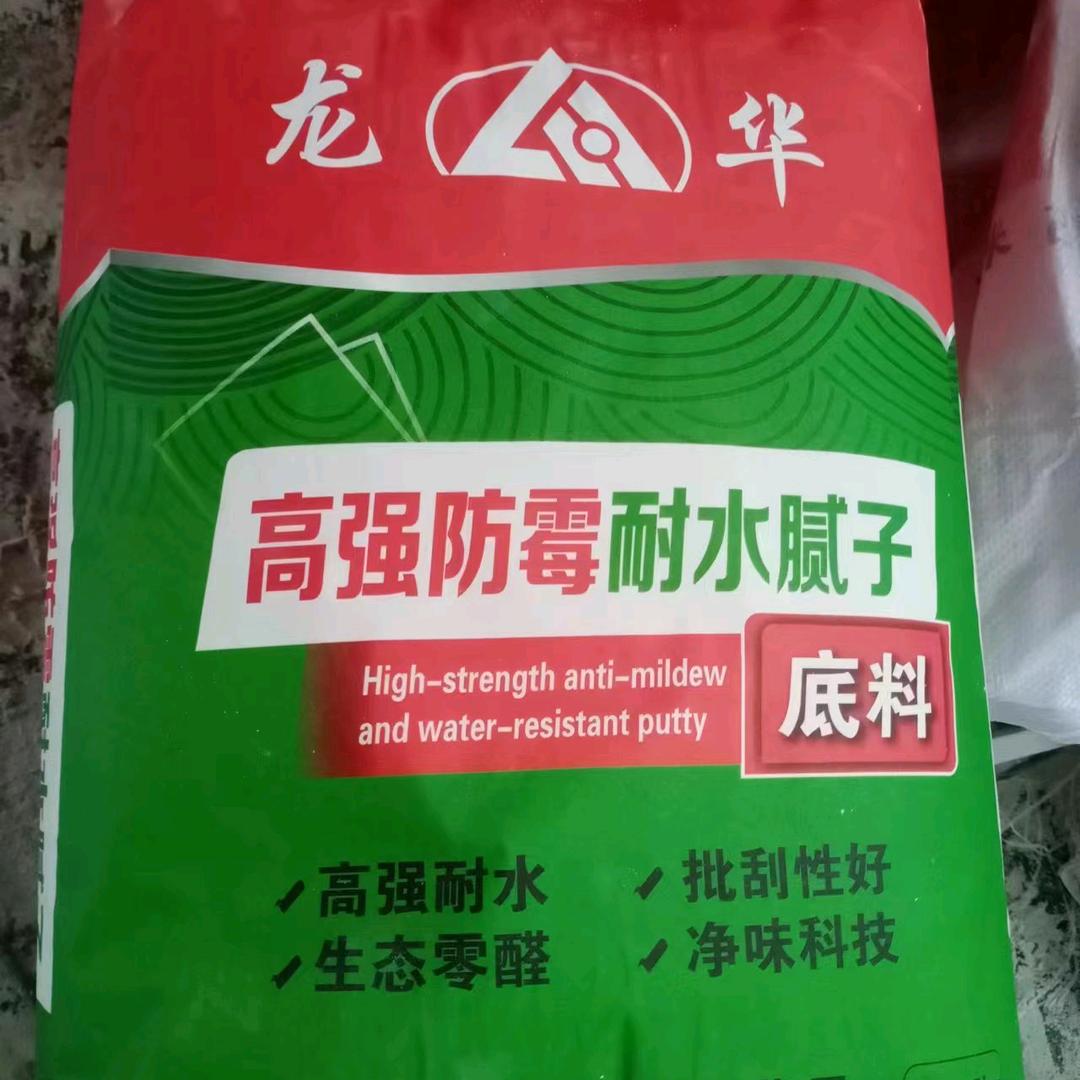 龙 华
高强防霉耐水腻子
High-strength anti-mildew
and water-resistant putty
底料
✓高强耐水 ✓批刮性好
✓生态零醛 ✓净味科技